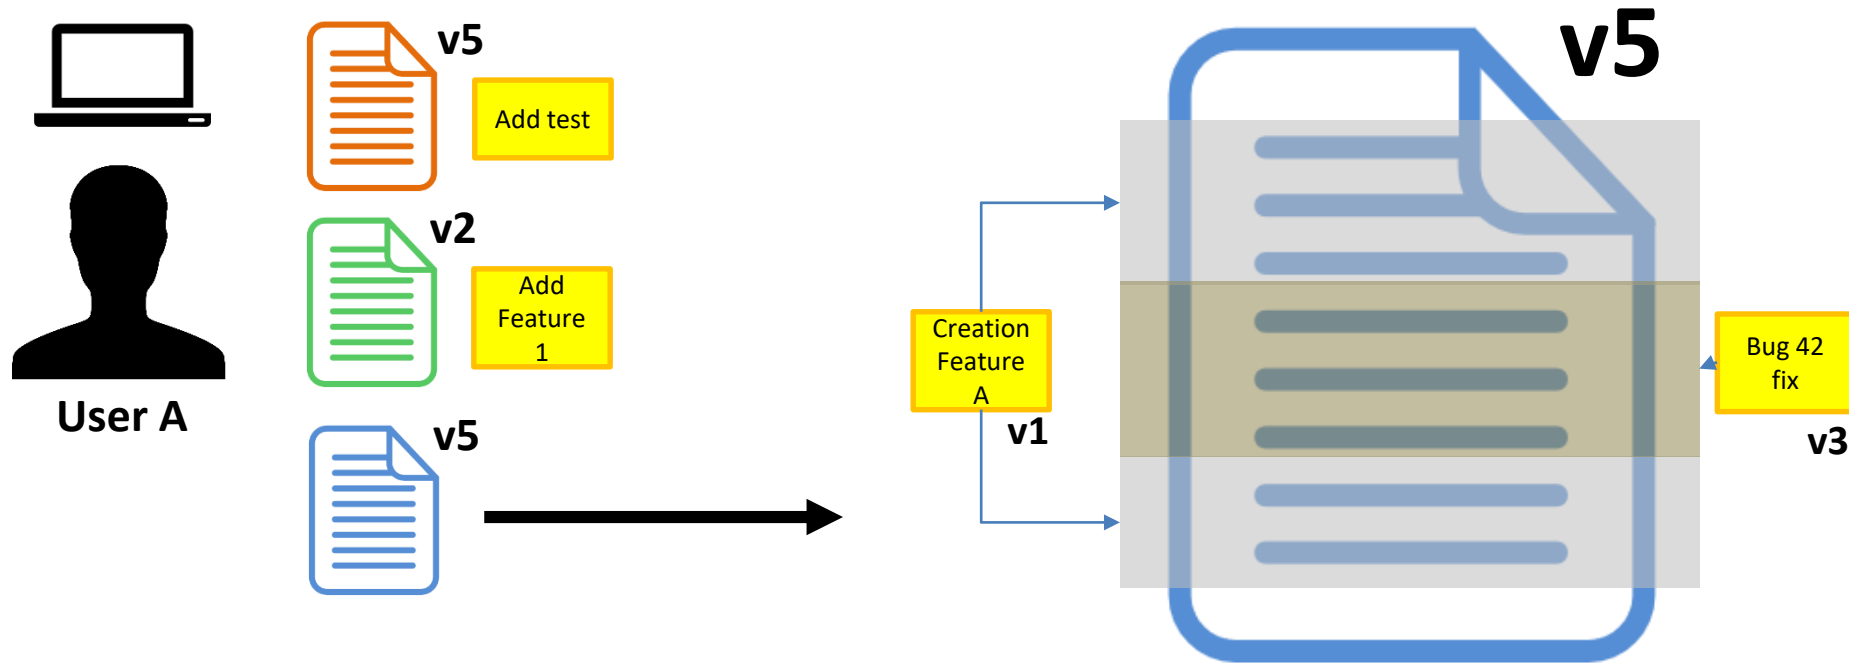 v5
Add test
v2
Add
Feature
1
User A
v5
v5
Creation
Feature
A
v1
Bug 42
fix
v3